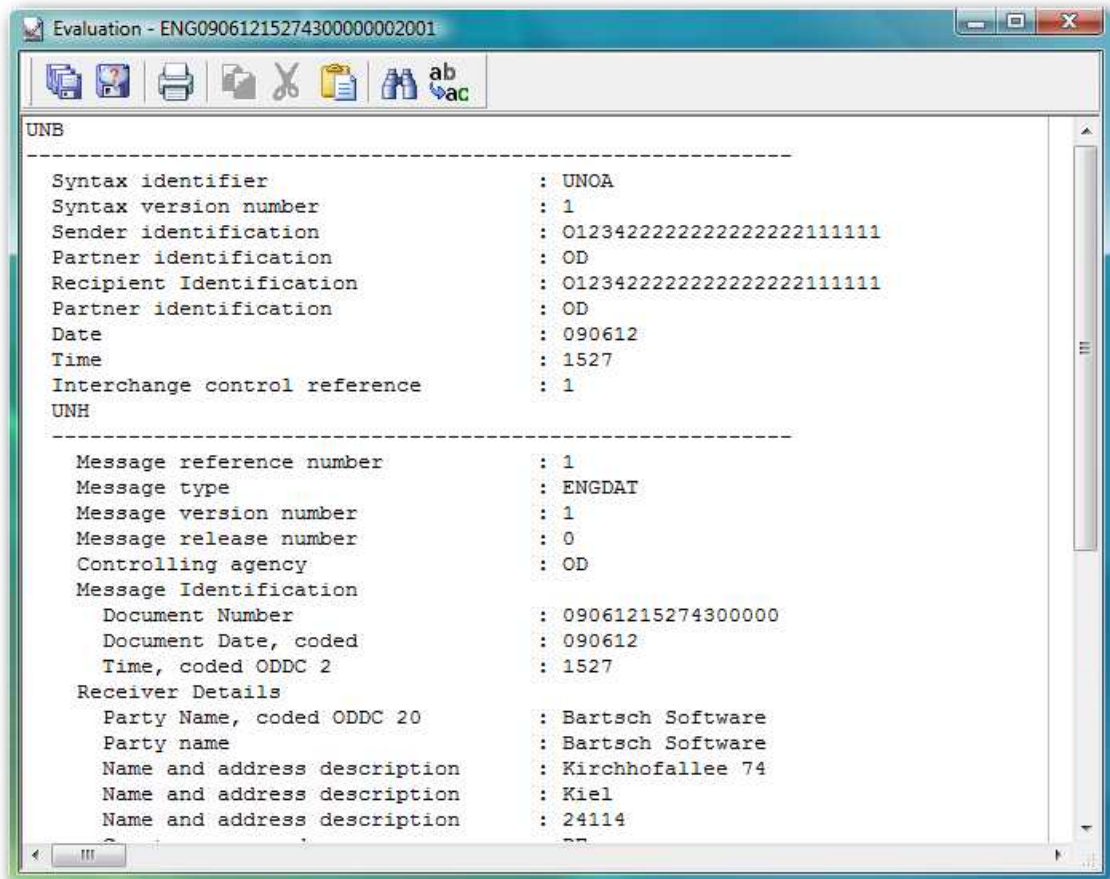 Evaluation - ENG09061215274300000002001
ab
ac
UNB
------------------------------------------------------------
Syntax identifier : UNOA
Syntax version number : 1
Sender identification : O0123422222222222222111111
Partner identification : OD
Recipient Identification : O0123422222222222222111111
Partner identification : OD
Date : 090612
Time : 1527
Interchange control reference : 1
UNH
------------------------------------------------------------
Message reference number : 1
Message type : ENGDAT
Message version number : 1
Message release number : 0
Controlling agency : OD
Message Identification
Document Number : 09061215274300000
Document Date, coded : 090612
Time, coded ODDC 2 : 1527
Receiver Details
Party Name, coded ODDC 20 : Bartsch Software
Party name : Bartsch Software
Name and address description : Kirchhofallee 74
Name and address description : Kiel
Name and address description : 24114